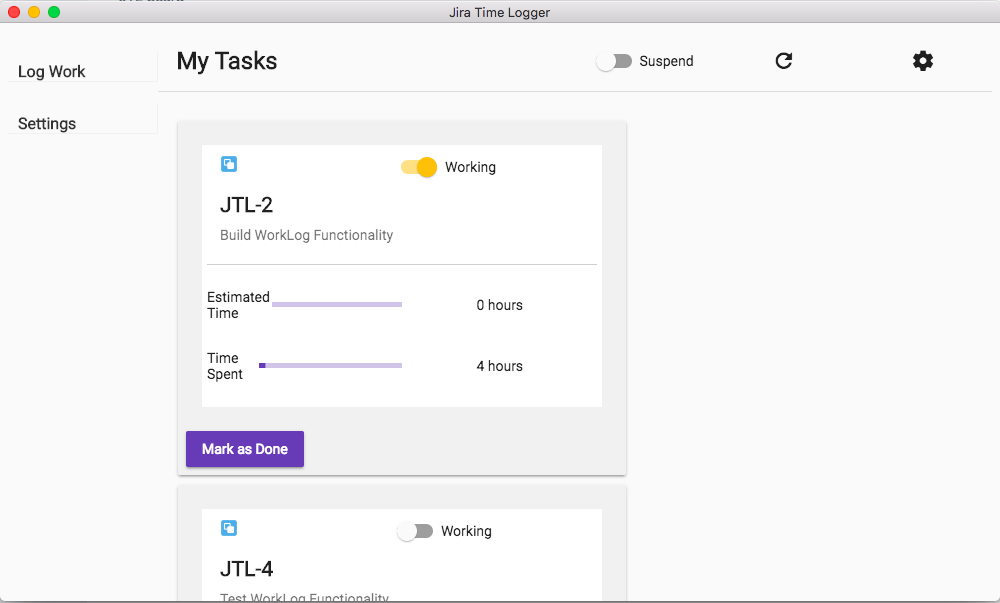 Jira Time Logger
Log Work
Settings
My Tasks
Suspend
Working
JTL-2
Build WorkLog Functionality
Estimated
Time
0 hours
Time
Spent
4 hours
Mark as Done
Working
JTL-4
Test WorkLog Functionality